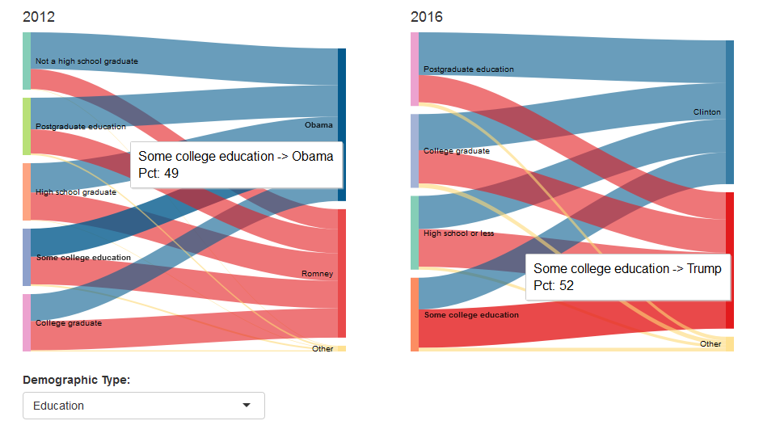 2012
Not a high school graduate
Postgraduate education
Obama
Some college education -> Obama
Pct: 49
High school graduate
Some college education
Romney
College graduate
Other
2016
Postgraduate education
Clinton
College graduate
High school or less
Some college education -> Trump
Pct: 52
Some college education
Other
Demographic Type:
Education